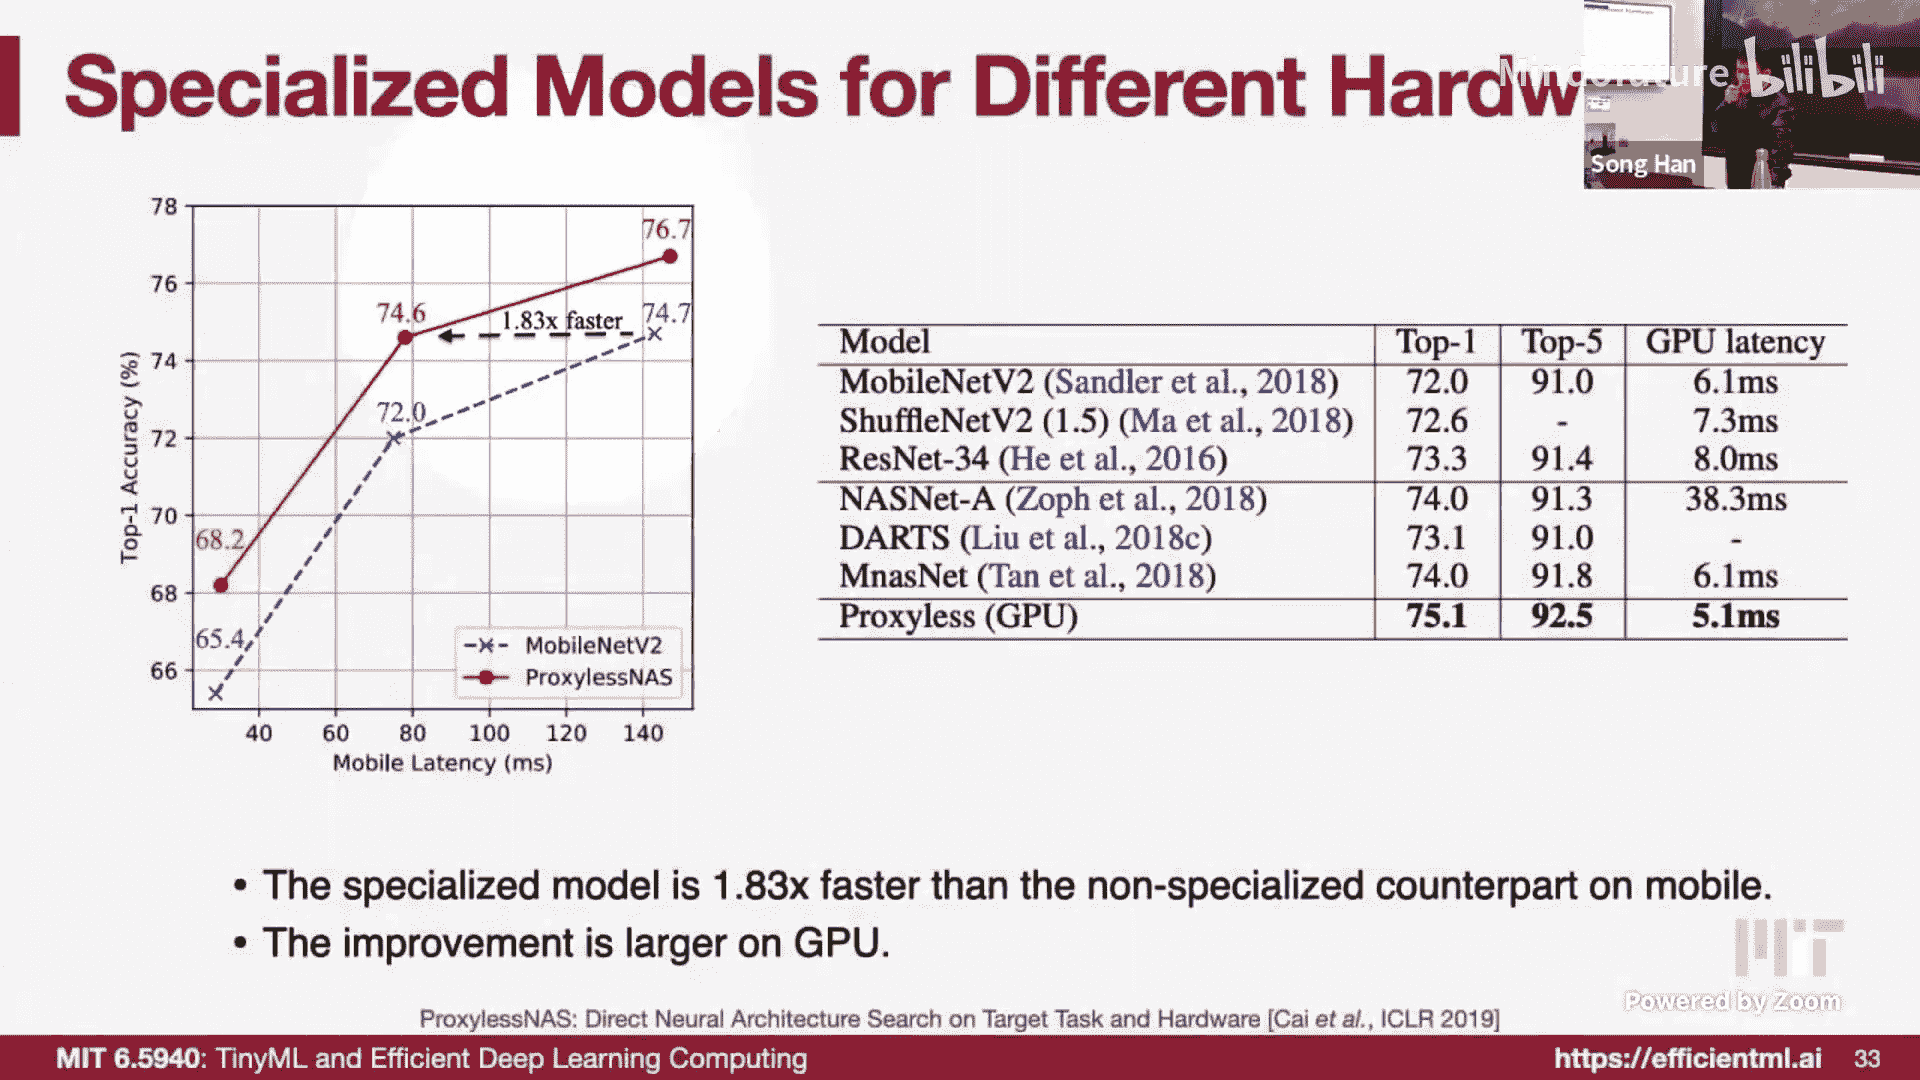 Specialized Models for Different Hardw
bilibili
Song Han
78
76
74
72
70
68
66
Top-1 Accuracy (%)
76.7
74.6
1.83x faster
74.7
72.0
68.2
65.4
MobileNetV2
ProxylessNAS
40 60 80 100 120 140
Mobile Latency (ms)
Model Top-1 Top-5 GPU latency
MobileNetV2 (Sandler et al., 2018) 72.0 91.0 6.1ms
ShuffleNetV2 (1.5) (Ma et al., 2018) 72.6 - 7.3ms
ResNet-34 (He et al., 2016) 73.3 91.4 8.0ms
NASNet-A (Zoph et al., 2018) 74.0 91.3 38.3ms
DARTS (Liu et al., 2018c) 73.1 91.0 -
MnasNet (Tan et al., 2018) 74.0 91.8 6.1ms
Proxyless (GPU) 75.1 92.5 5.1ms
• The specialized model is 1.83x faster than the non-specialized counterpart on mobile.
• The improvement is larger on GPU.
MIT
Powered by Zoom
ProxylessNAS: Direct Neural Architecture Search on Target Task and Hardware [Cai et al., ICLR 2019]
MIT 6.5940: TinyML and Efficient Deep Learning Computing
https://efficientml.ai 33